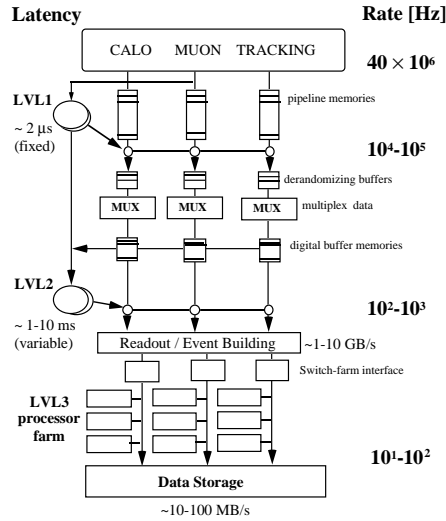 Latency Rate [Hz]
CALO MUON TRACKING
40 × 10⁶
LVL1
pipeline memories
~ 2 μs
(fixed)
10⁴-10⁵
derandomizing buffers
MUX MUX MUX multiplex data
digital buffer memories
LVL2
10²-10³
~ 1-10 ms
(variable)
Readout / Event Building ~1-10 GB/s
Switch-farm interface
LVL3
processor
farm
10¹-10²
Data Storage
~10-100 MB/s